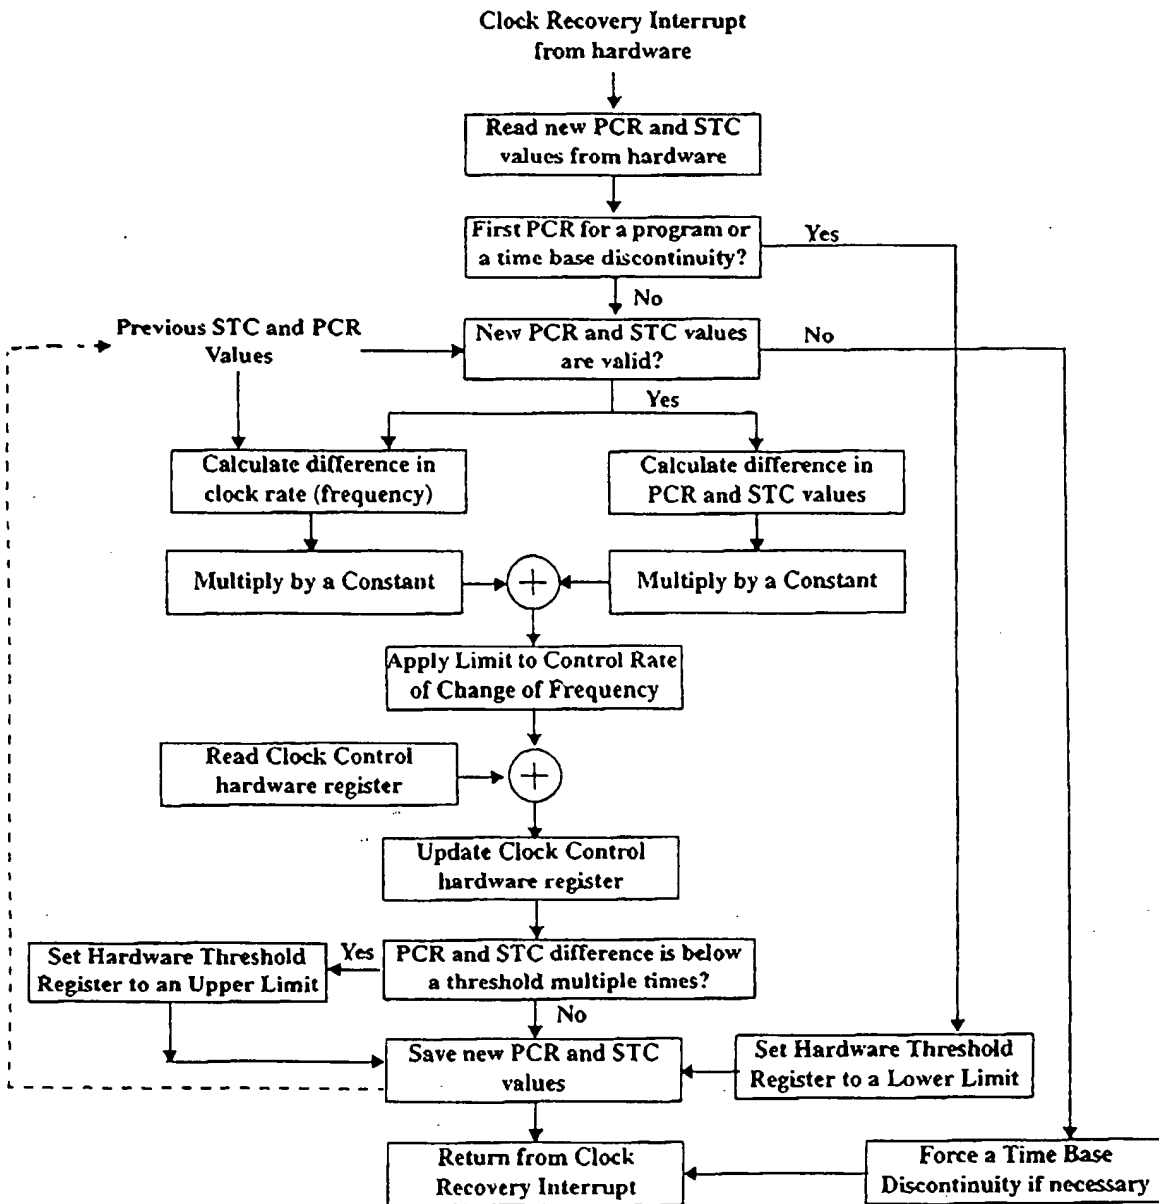 Clock Recovery Interrupt
from hardware
Read new PCR and STC
values from hardware
First PCR for a program or
a time base discontinuity?
Yes
No
Previous STC and PCR
Values
New PCR and STC values
are valid?
No
Yes
Calculate difference in
clock rate (frequency)
Calculate difference in
PCR and STC values
Multiply by a Constant
+
Multiply by a Constant
Apply Limit to Control Rate
of Change of Frequency
Read Clock Control
hardware register
+
Update Clock Control
hardware register
Set Hardware Threshold
Register to an Upper Limit
Yes
PCR and STC difference is below
a threshold multiple times?
No
Save new PCR and STC
values
Set Hardware Threshold
Register to a Lower Limit
Return from Clock
Recovery Interrupt
Force a Time Base
Discontinuity if necessary